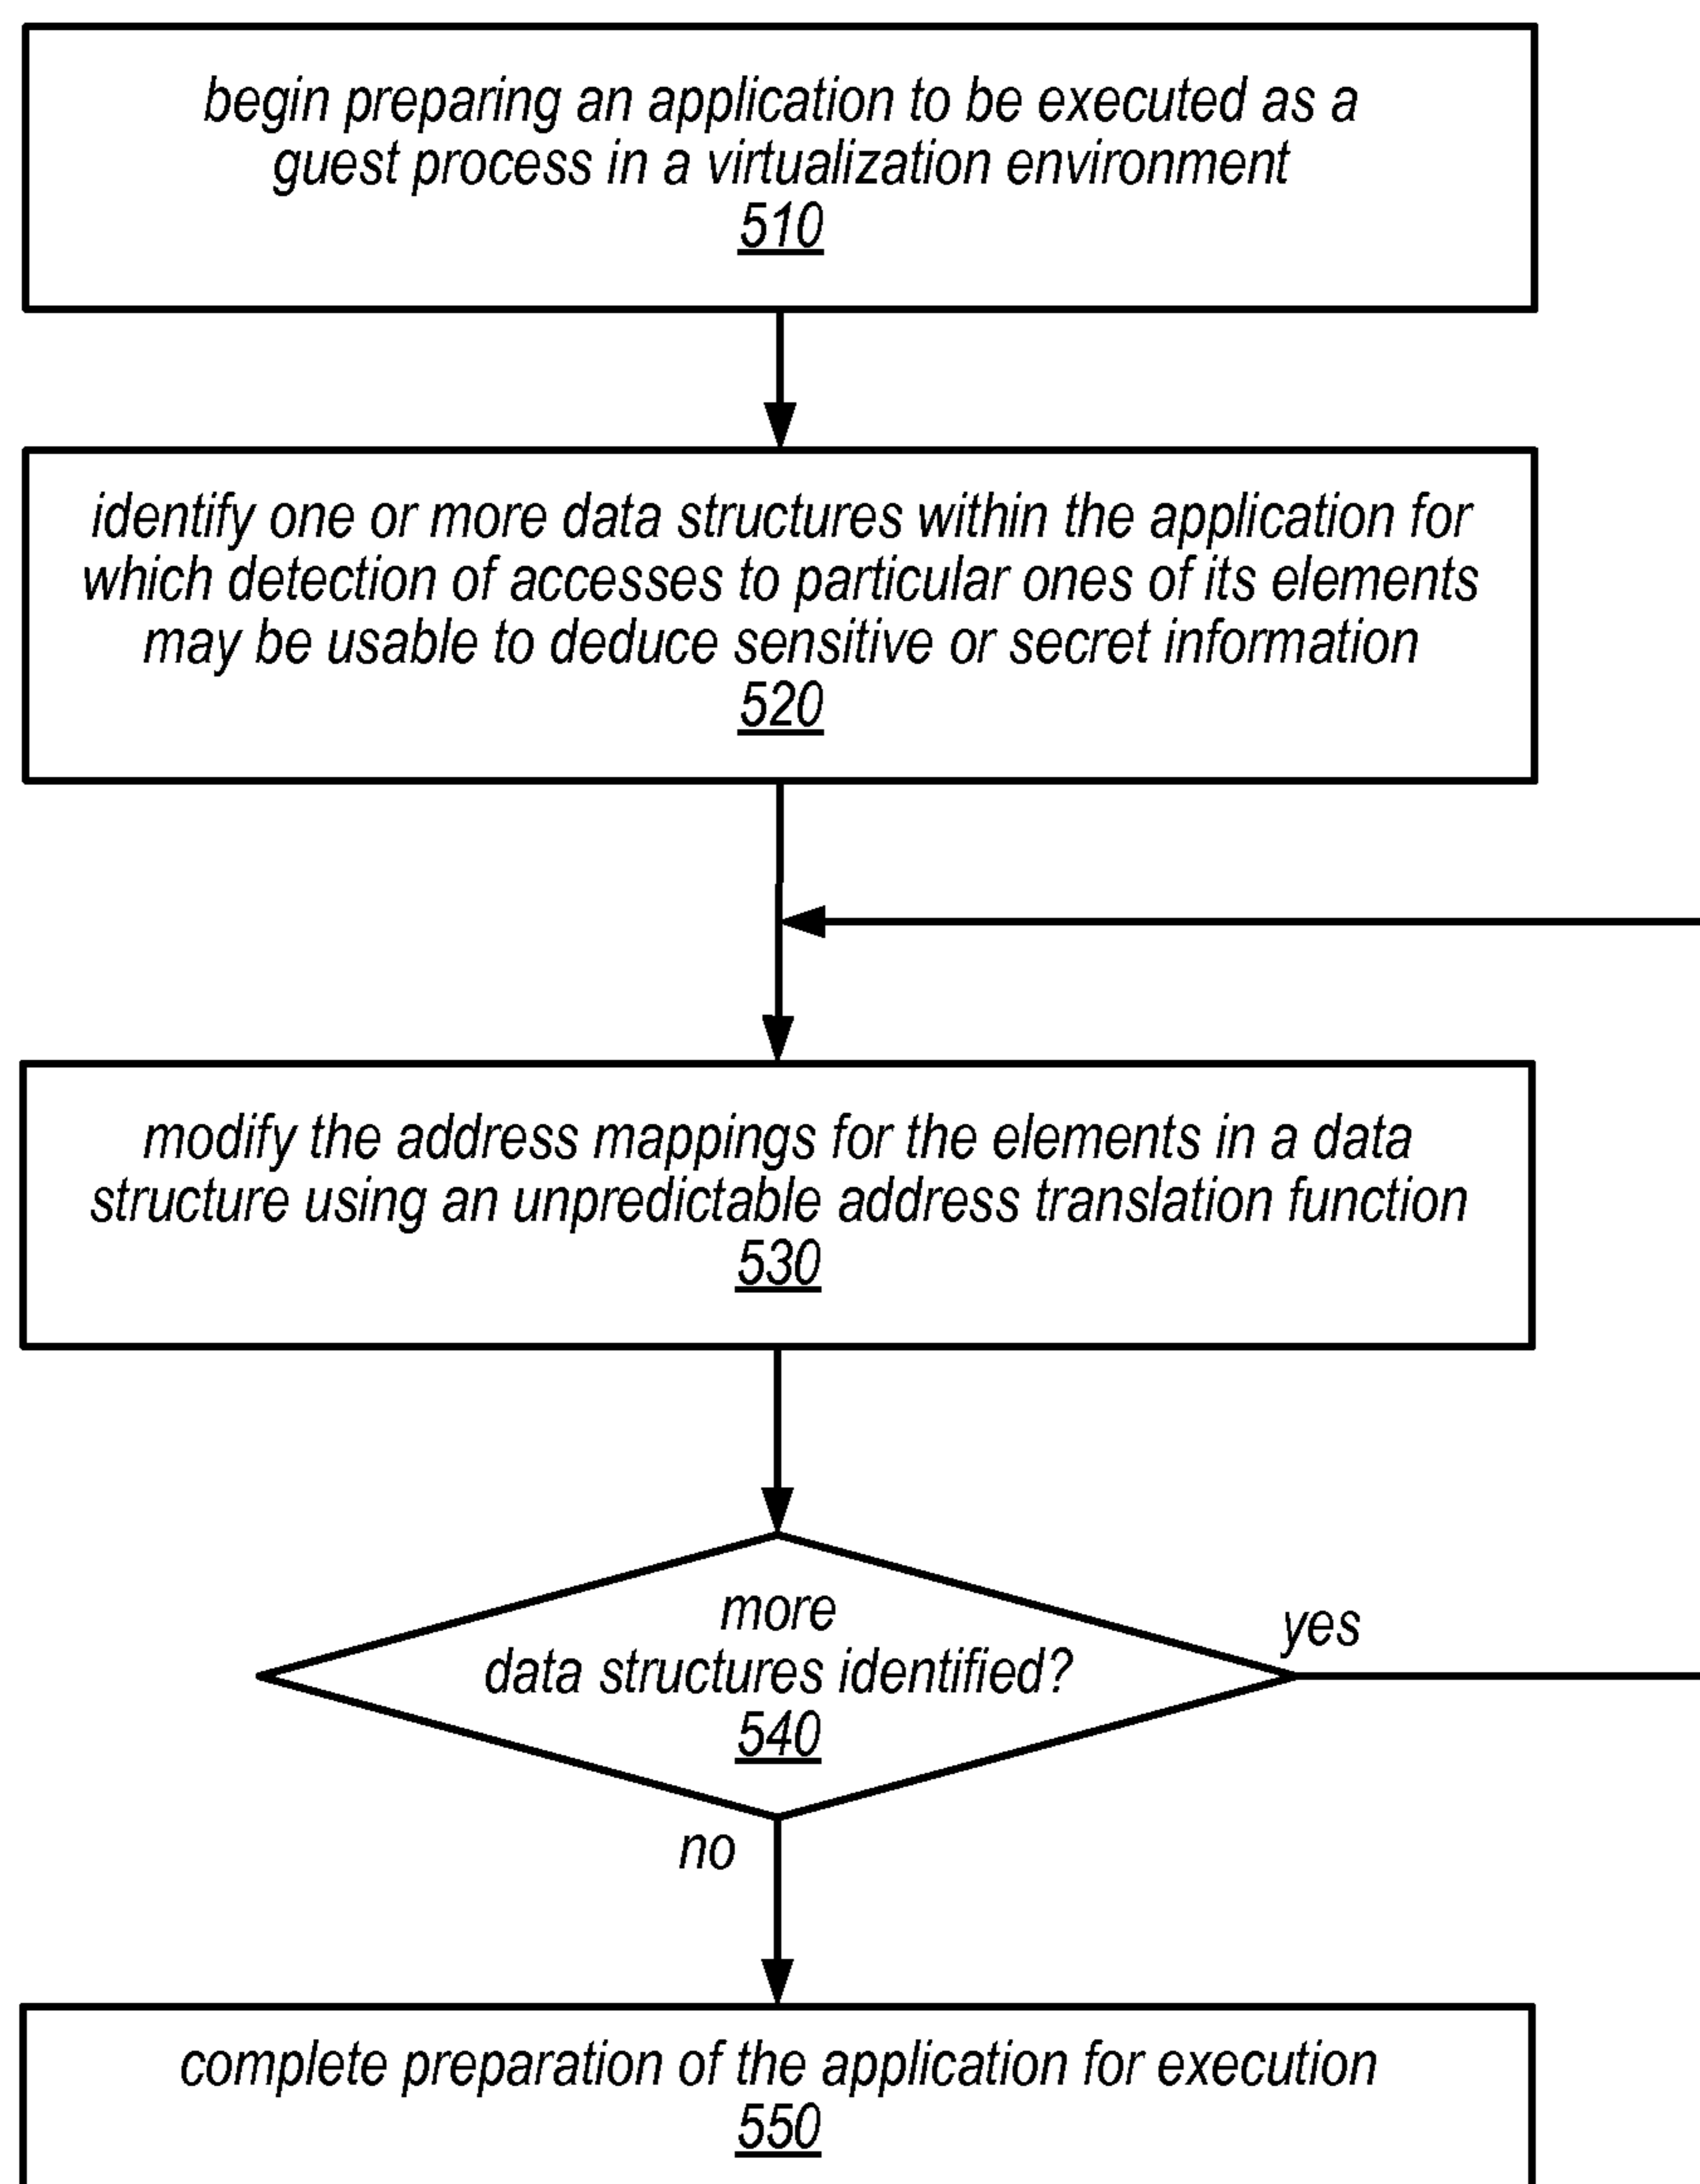 begin preparing an application to be executed as a
guest process in a virtualization environment
510
identify one or more data structures within the application for
which detection of accesses to particular ones of its elements
may be usable to deduce sensitive or secret information
520
modify the address mappings for the elements in a data
structure using an unpredictable address translation function
530
more
data structures identified?
540
yes
no
complete preparation of the application for execution
550